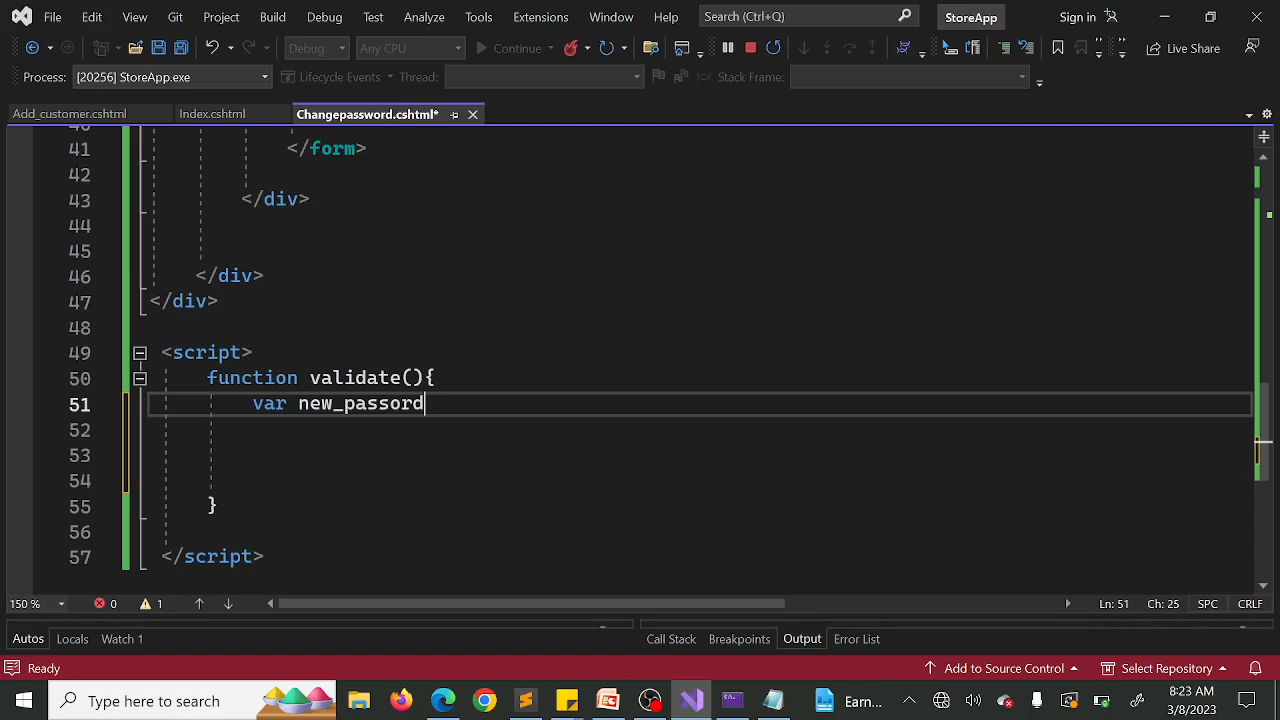 File Edit View Git Project Build Debug Test Analyze Tools Extensions Window Help Search (Ctrl+Q) StoreApp Sign in
Debug Any CPU Continue Live Share
Process: [20256] StoreApp.exe Lifecycle Events Thread: Stack Frame:
Add_customer.cshtml Index.cshtml Changepassword.cshtml*
40
41 </form>
42
43 </div>
44
45
46 </div>
47 </div>
48
49 <script>
50 function validate(){
51 var new_passord
52
53
54
55 }
56
57 </script>
150 % 0 1 Ln: 51 Ch: 25 SPC CRLF
Autos Locals Watch 1 Call Stack Breakpoints Output Error List
Ready Add to Source Control Select Repository
Type here to search Earn... 8:23 AM
3/8/2023